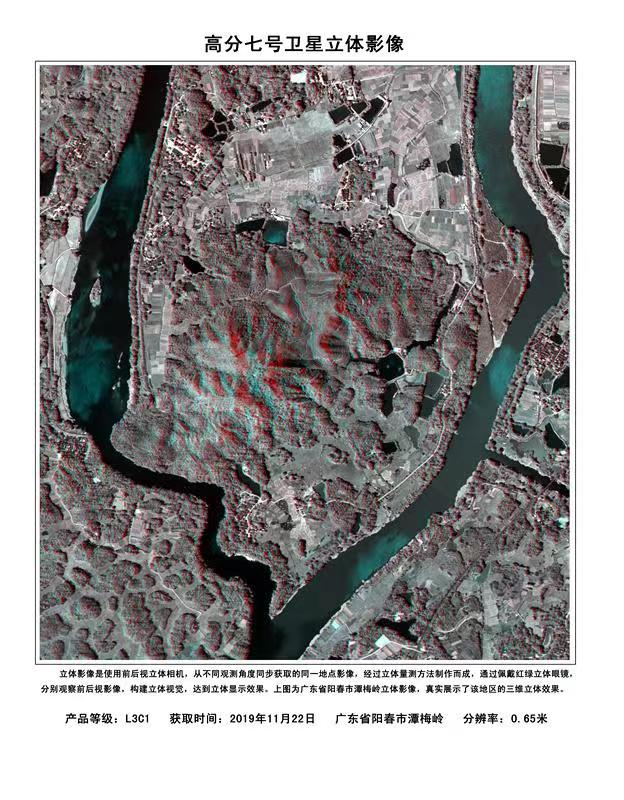 高分七号卫星立体影像
立体影像是使用前后视立体相机，从不同观测角度同步获取的同一地点影像，经过立体量测方法制作而成，通过佩戴红绿立体眼镜，
分别观察前后视影像，构建立体视觉，达到立体显示效果。上图为广东省阳春市潭梅岭立体影像，真实展示了该地区的三维立体效果。
产品等级：L3C1 获取时间：2019年11月22日 广东省阳春市潭梅岭 分辨率：0.65米